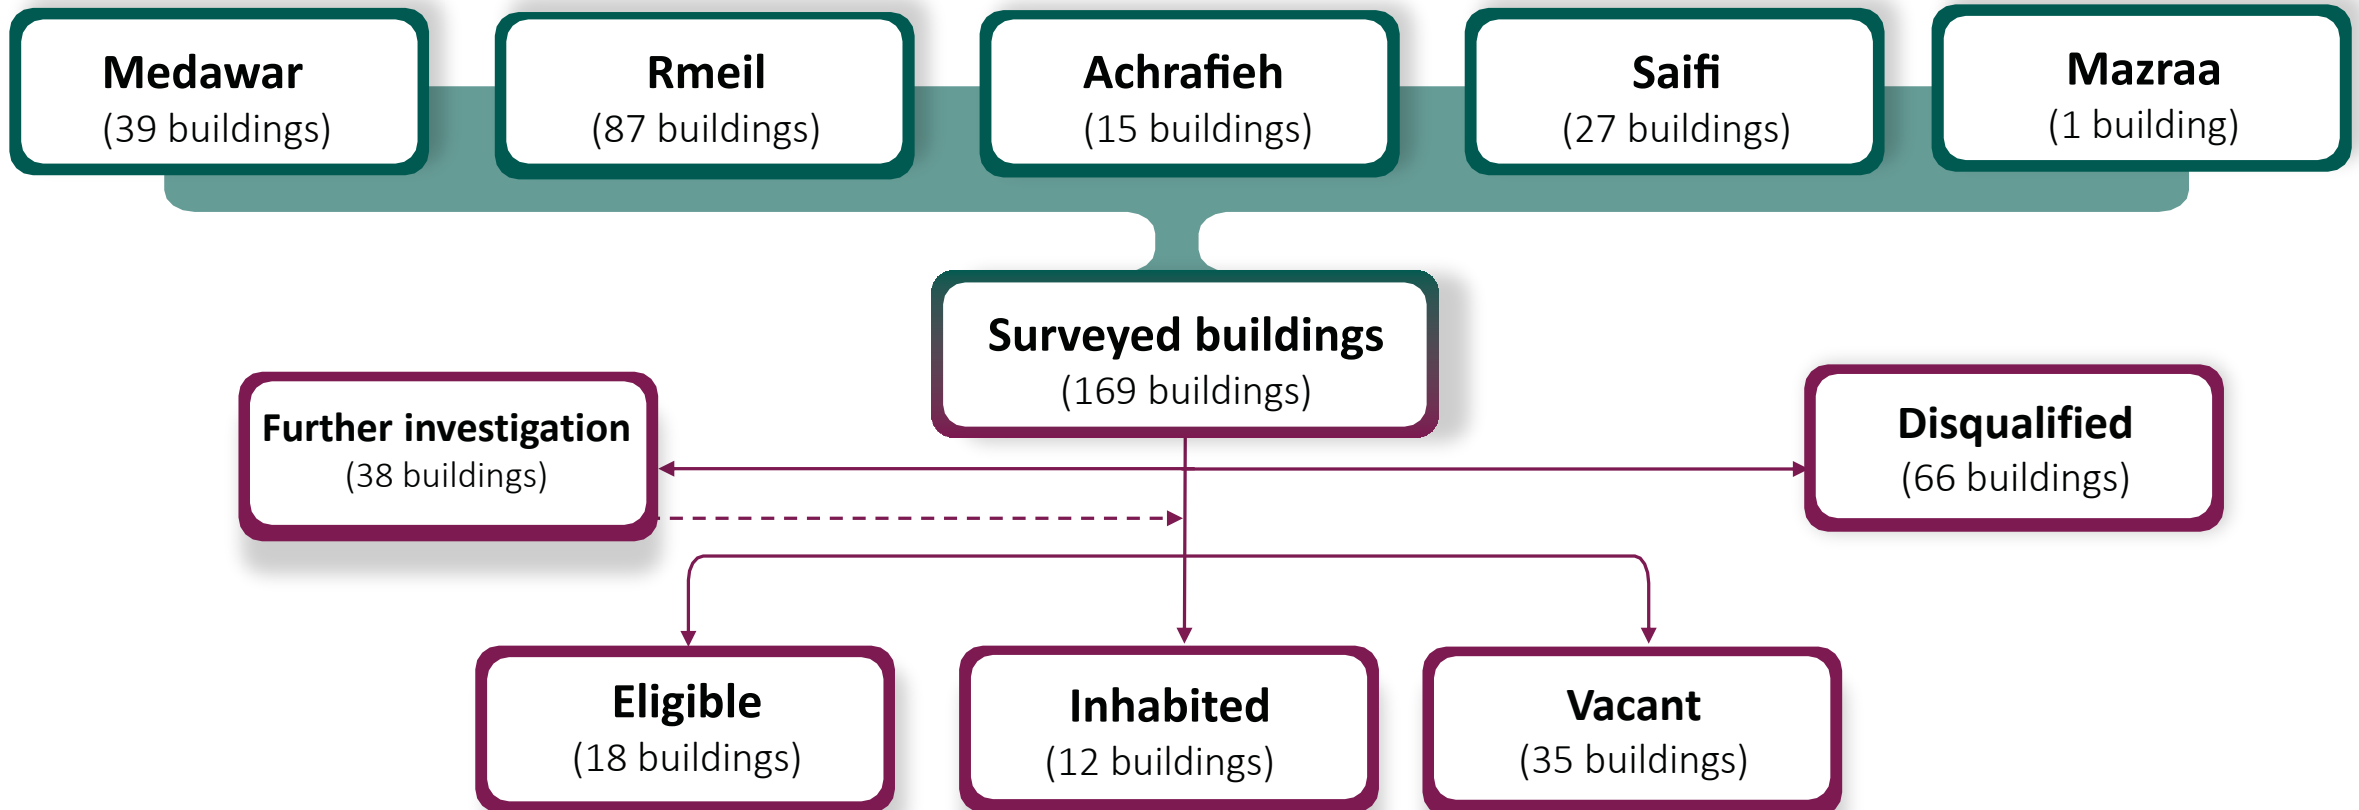 Medawar
(39 buildings)
Rmeil
(87 buildings)
Achrafieh
(15 buildings)
Saifi
(27 buildings)
Mazraa
(1 building)
Surveyed buildings
(169 buildings)
Further investigation
(38 buildings)
Disqualified
(66 buildings)
Eligible
(18 buildings)
Inhabited
(12 buildings)
Vacant
(35 buildings)